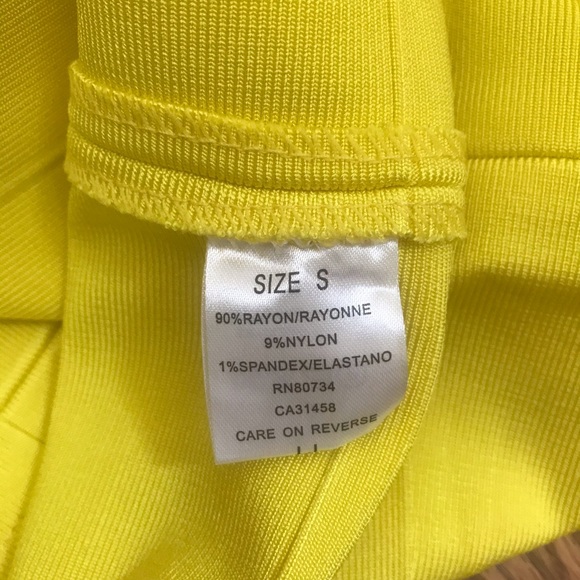 SIZE S
90%RAYON/RAYONNE
9%NYLON
1%SPANDEX/ELASTANO
RN80734
CA31458
CARE ON REVERSE